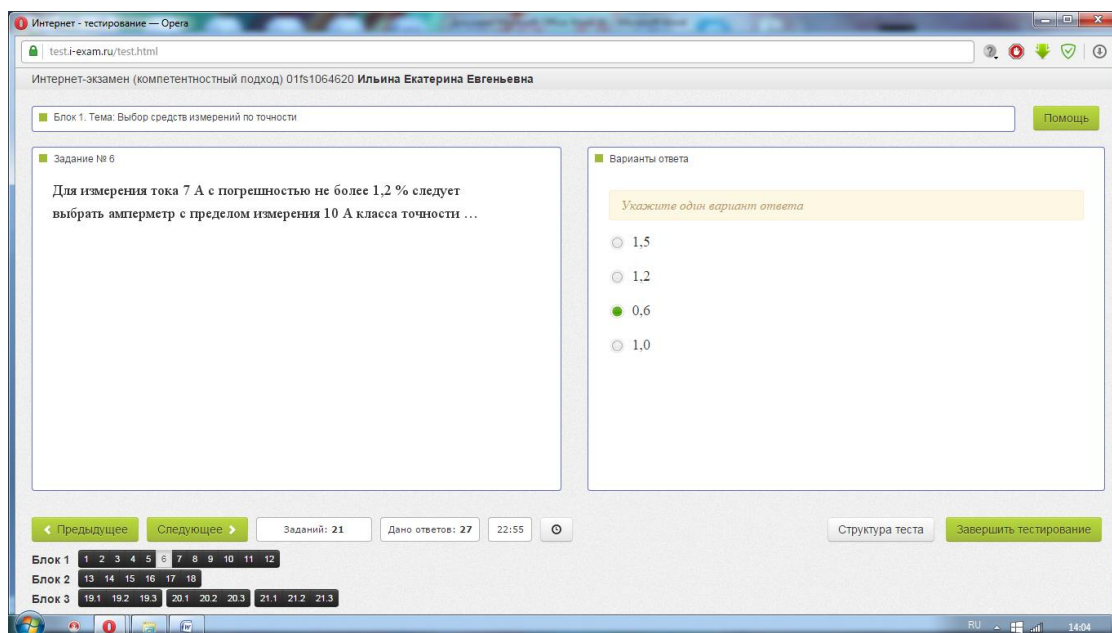 Интернет - тестирование — Opera
test.i-exam.ru/test.html
Интернет-экзамен (компетентностный подход) 01fs1064620 Ильина Екатерина Евгеньевна
Блок 1. Тема: Выбор средств измерений по точности
Помощь
Задание № 6
Для измерения тока 7 А с погрешностью не более 1,2 % следует
выбрать амперметр с пределом измерения 10 А класса точности …
Варианты ответа
Укажите один вариант ответа
1,5
1,2
0,6
1,0
Предыдущее Следующее Заданий: 21 Дано ответов: 27 22:55 Структура теста Завершить тестирование
Блок 1 1 2 3 4 5 6 7 8 9 10 11 12
Блок 2 13 14 15 16 17 18
Блок 3 19.1 19.2 19.3 20.1 20.2 20.3 21.1 21.2 21.3
RU 14:04